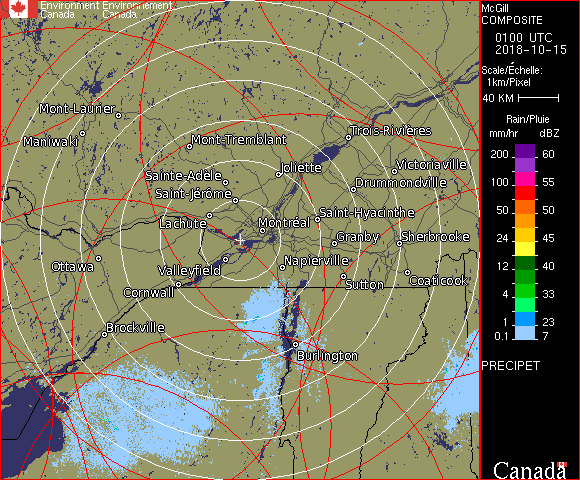 Environment Environnement
Canada Canada
McGill
COMPOSITE
0100 UTC
2018-10-15
Scale/Échelle:
1km/Pixel
40 KM
Rain/Pluie
mm/hr dBZ
200 60
150 57
100 55
50 50
24 45
12 40
4 33
1 23
0.1 7
PRECIPET
Canada
Mont-Laurier
Maniwaki
Mont-Tremblant
Trois-Rivières
Joliette
Victoriaville
Sainte-Adèle
Drummondville
Saint-Jérôme
Lachute
Saint-Hyacinthe
Montréal
Granby
Sherbrooke
Ottawa
Valleyfield
Napierville
Cornwall
Sutton
Coaticook
Brockville
Burlington